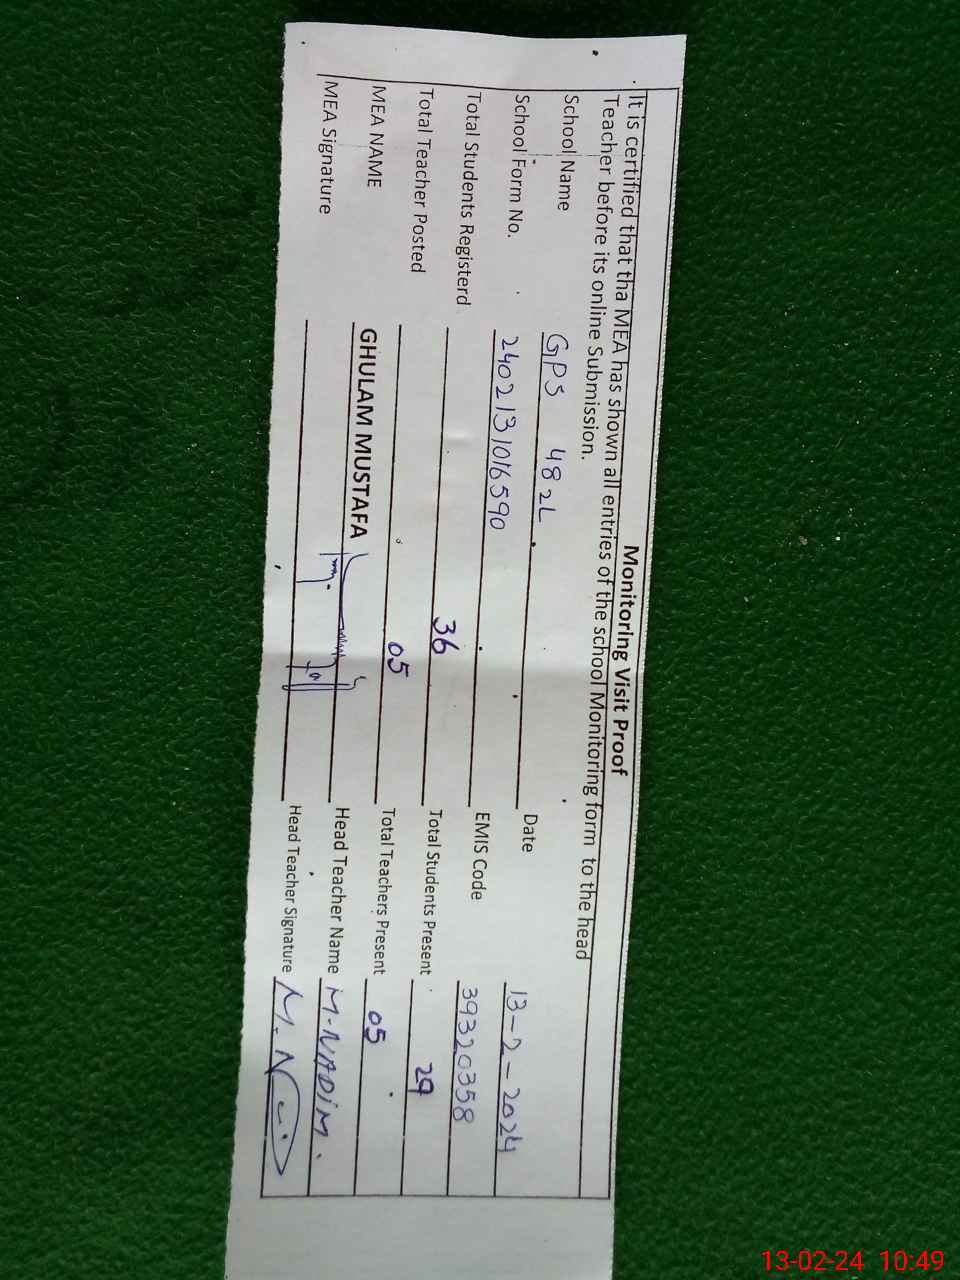 Monitoring Visit Proof
It is certified that tha MEA has shown all entries of the school Monitoring form to the head
Teacher before its online Submission.
School Name GPS 48 2L Date 13-2-2024
School Form No. 2402131016590 EMIS Code 39320358
Total Students Registerd 36 Total Students Present 29
Total Teacher Posted 05 Total Teachers Present 05
MEA NAME GHULAM MUSTAFA Head Teacher Name M-NADiM.
MEA Signature Head Teacher Signature
13-02-24 10:49